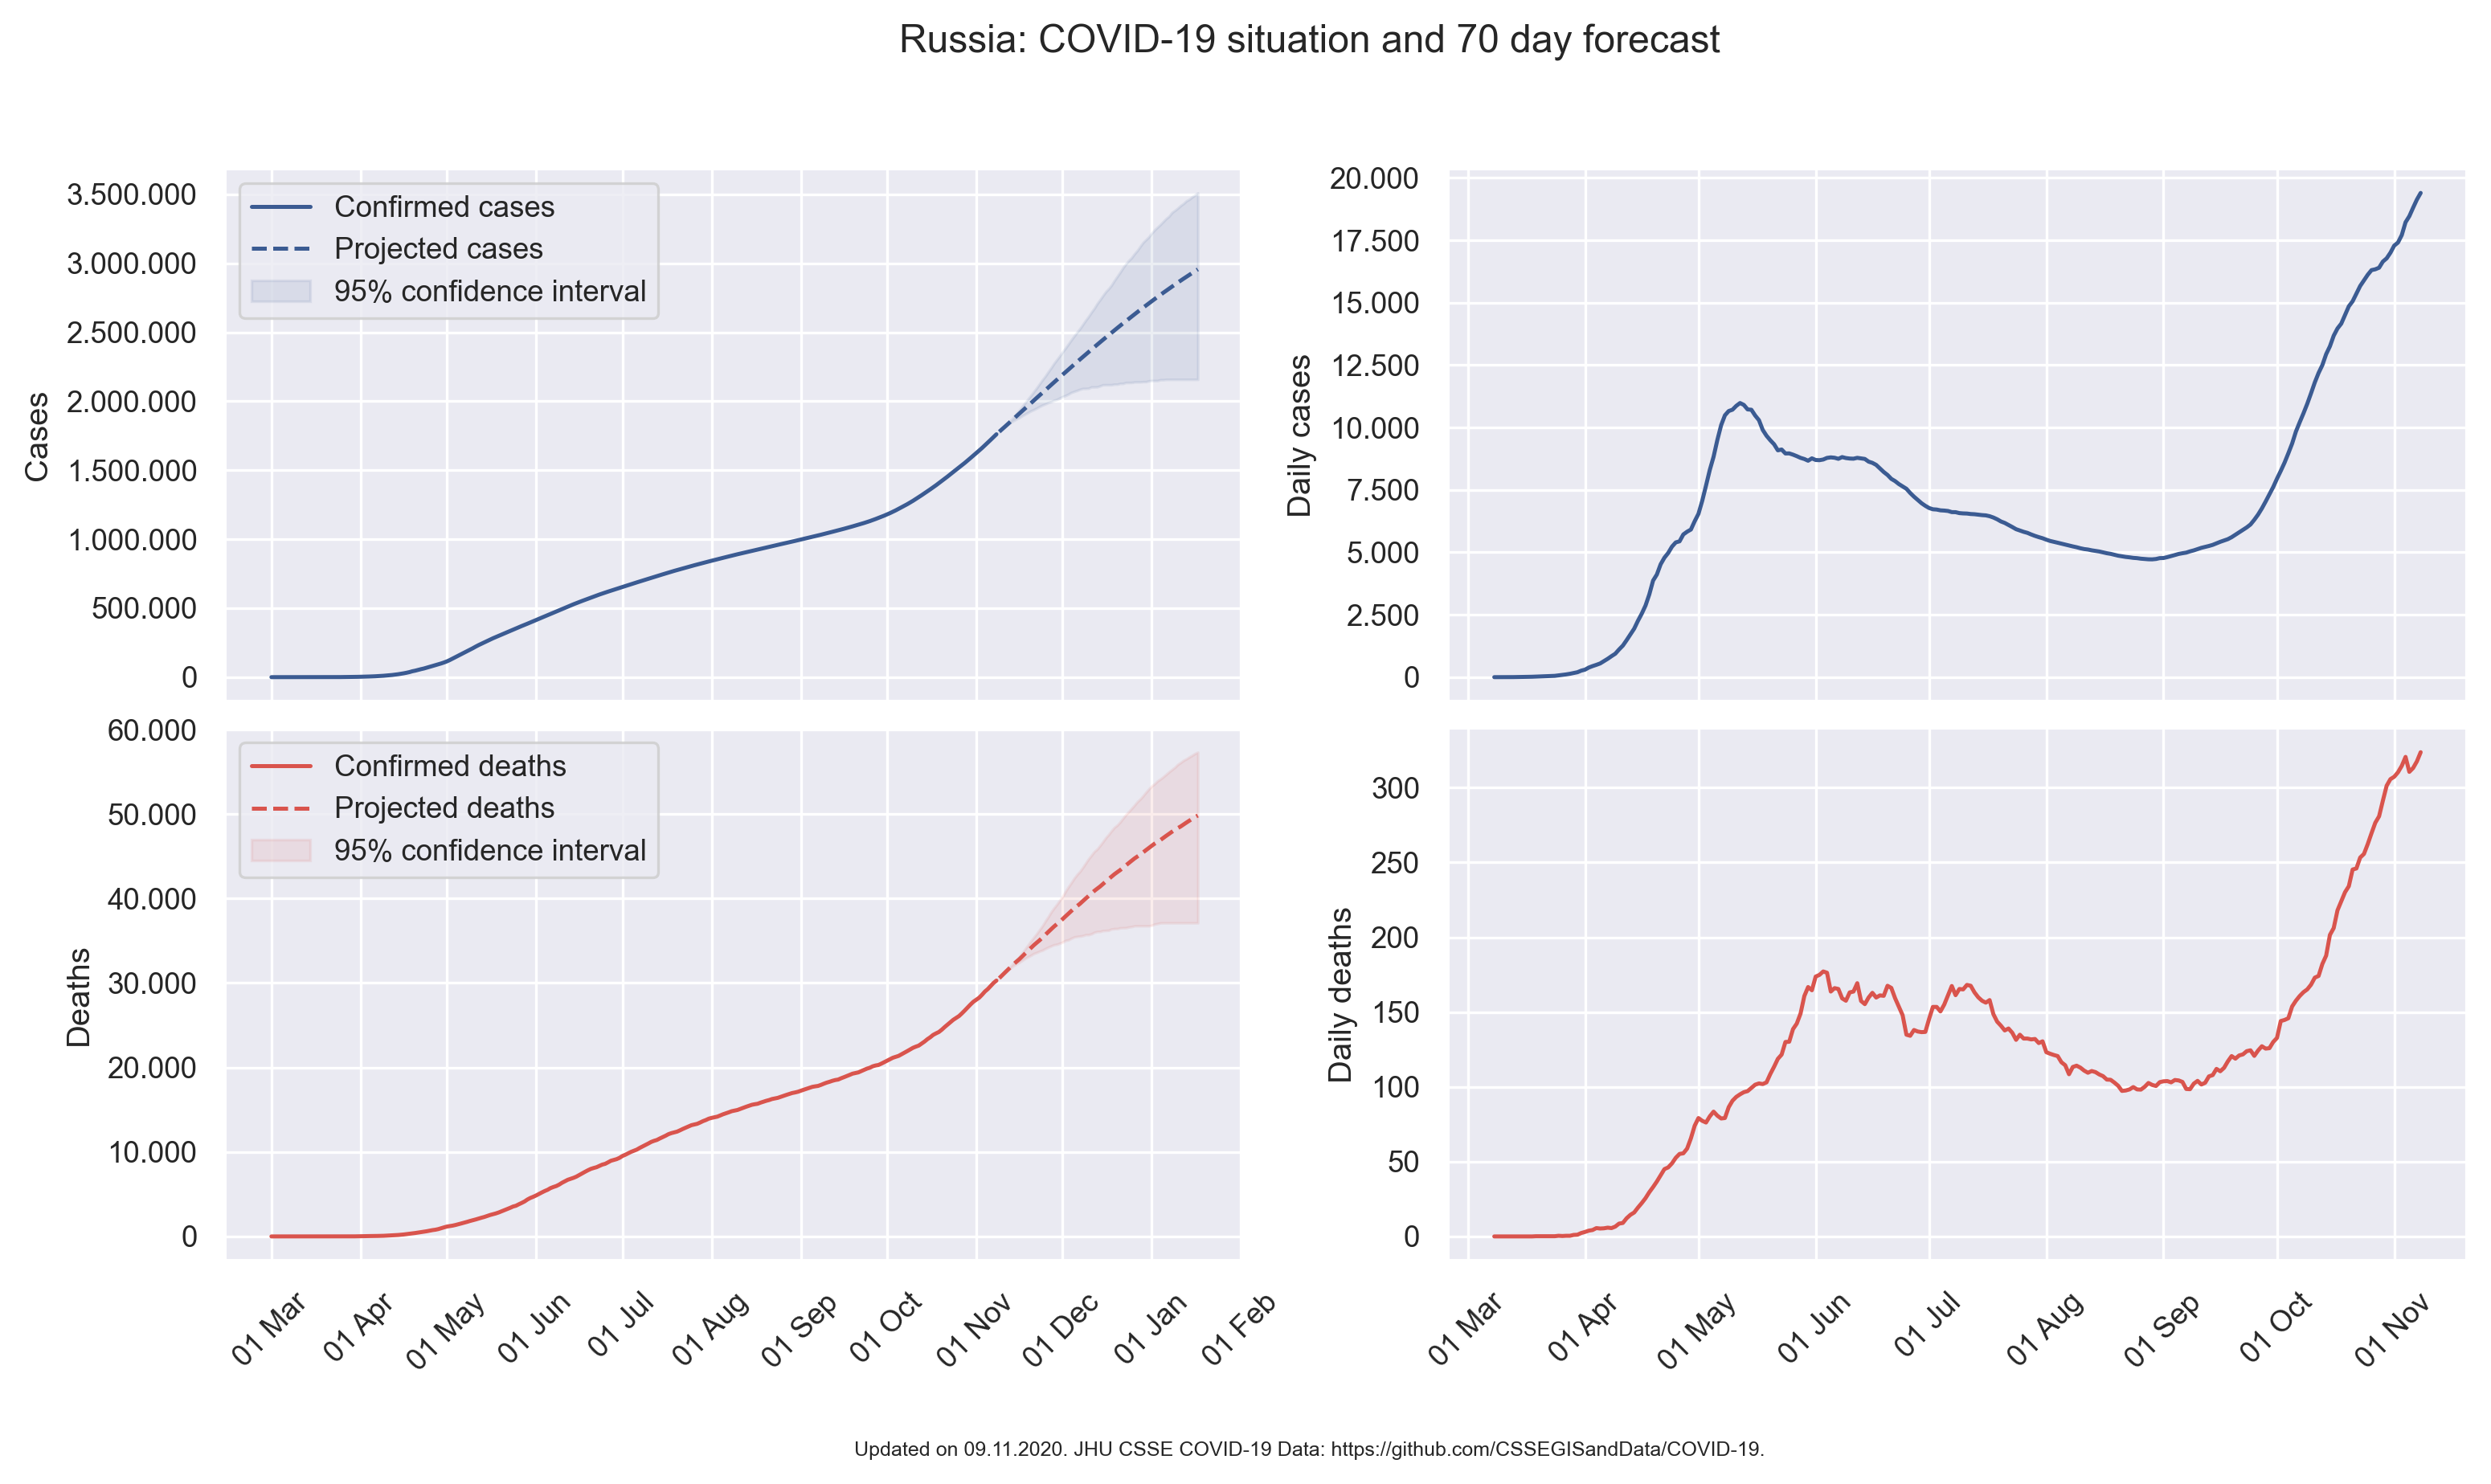 Russia: COVID-19 situation and 70 day forecast
Cases
3.500.000
3.000.000
2.500.000
2.000.000
1.500.000
1.000.000
500.000
0
Confirmed cases
Projected cases
95% confidence interval
Daily cases
20.000
17.500
15.000
12.500
10.000
7.500
5.000
2.500
0
Deaths
60.000
50.000
40.000
30.000
20.000
10.000
0
Confirmed deaths
Projected deaths
95% confidence interval
01 Mar
01 Apr
01 May
01 Jun
01 Jul
01 Aug
01 Sep
01 Oct
01 Nov
01 Dec
01 Jan
01 Feb
Daily deaths
300
250
200
150
100
50
0
01 Mar
01 Apr
01 May
01 Jun
01 Jul
01 Aug
01 Sep
01 Oct
01 Nov
Updated on 09.11.2020. JHU CSSE COVID-19 Data: https://github.com/CSSEGISandData/COVID-19.